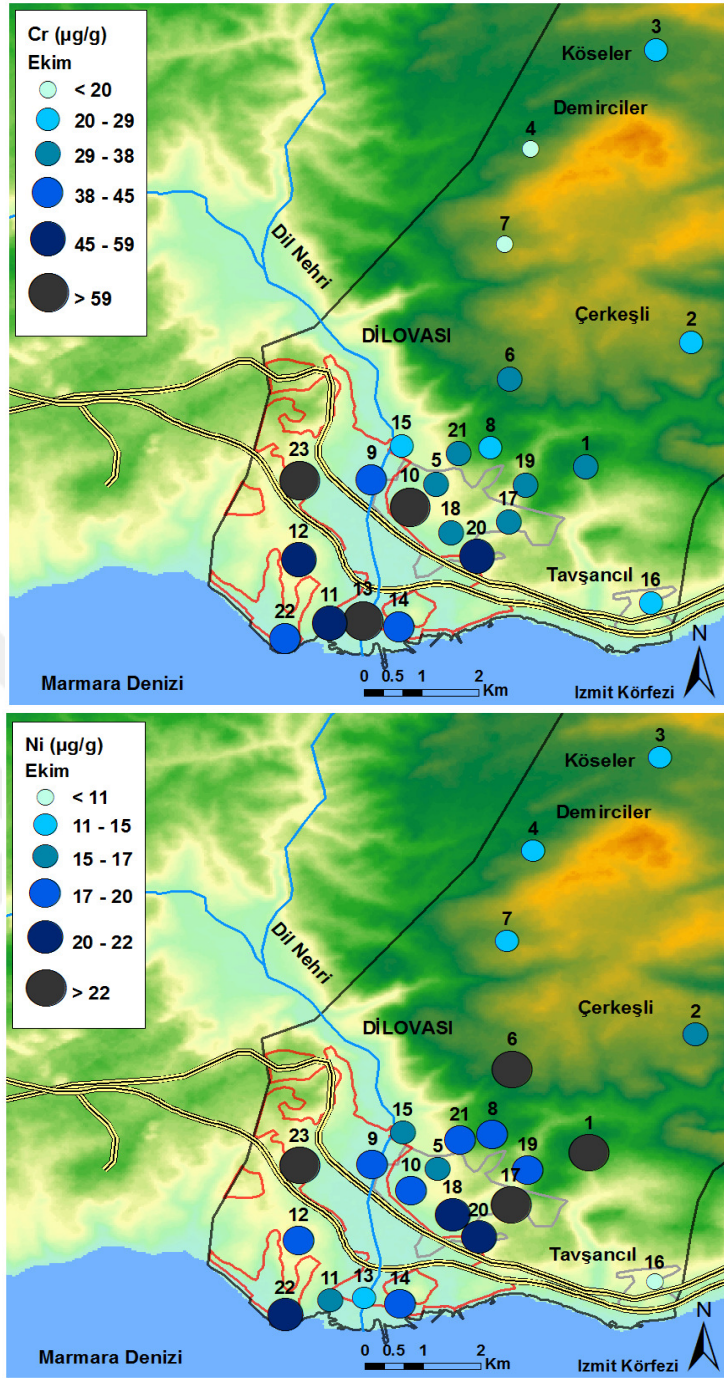 Cr (µg/g)
Ekim
< 20
20 - 29
29 - 38
38 - 45
45 - 59
> 59
3
Köseler
Demirciler
4
7
Dil Nehri
Çerkeşli
2
DİLOVASI
6
15
21
8
1
23
9
10
5
19
18
17
20
12
Tavşancıl
16
22
11
13
14
N
Marmara Denizi
0 0.5 1 2
Km
Izmit Körfezi
Ni (µg/g)
Ekim
< 11
11 - 15
15 - 17
17 - 20
20 - 22
> 22
3
Köseler
Demirciler
4
7
Dil Nehri
Çerkeşli
2
DİLOVASI
6
15
21
8
1
23
9
10
5
19
18
17
20
12
Tavşancıl
16
22
11
13
14
N
Marmara Denizi
0 0.5 1 2
Km
Izmit Körfezi